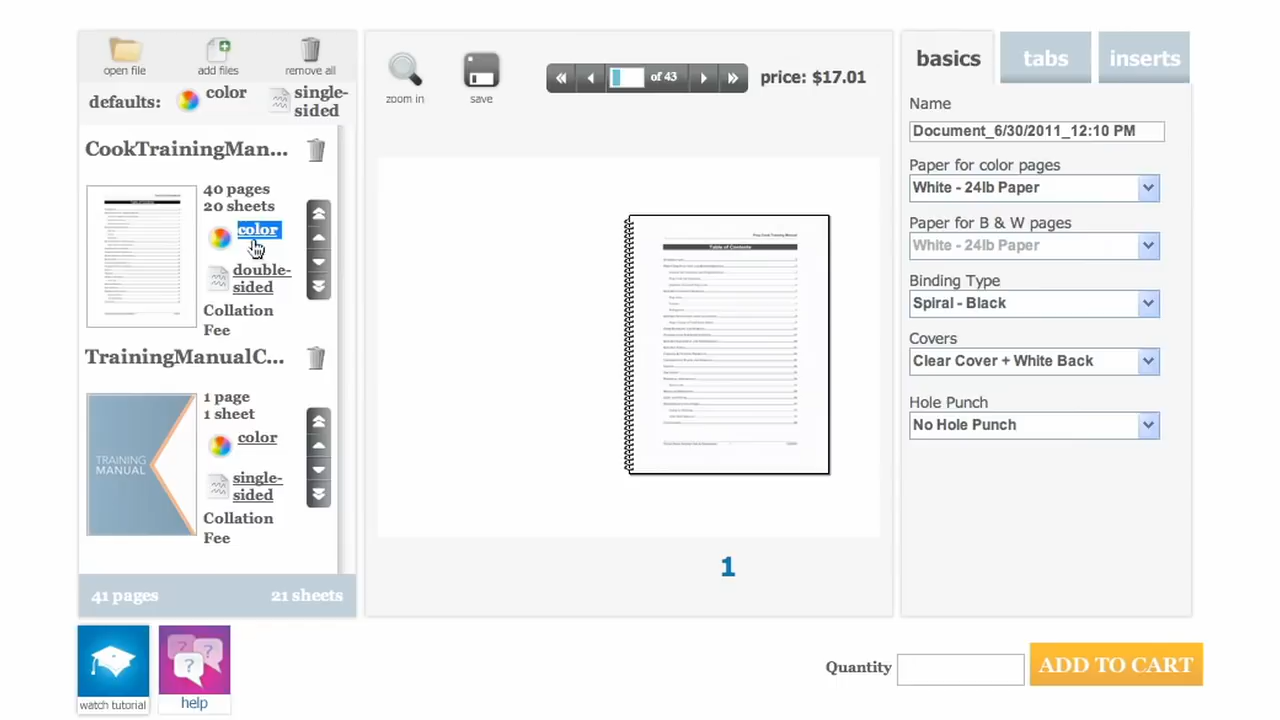 open file
add files
remove all
defaults:
color
single-
sided
CookTrainingMan...
40 pages
20 sheets
color
double-
sided
Collation
Fee
TrainingManualC...
TRAINING
MANUAL
1 page
1 sheet
color
single-
sided
Collation
Fee
41 pages
21 sheets
watch tutorial
help
zoom in
save
of 43
price: $17.01
Table of Contents
1
basics
tabs
inserts
Name
Document_6/30/2011_12:10 PM
Paper for color pages
White - 24lb Paper
Paper for B & W pages
White - 24lb Paper
Binding Type
Spiral - Black
Covers
Clear Cover + White Back
Hole Punch
No Hole Punch
Quantity
ADD TO CART